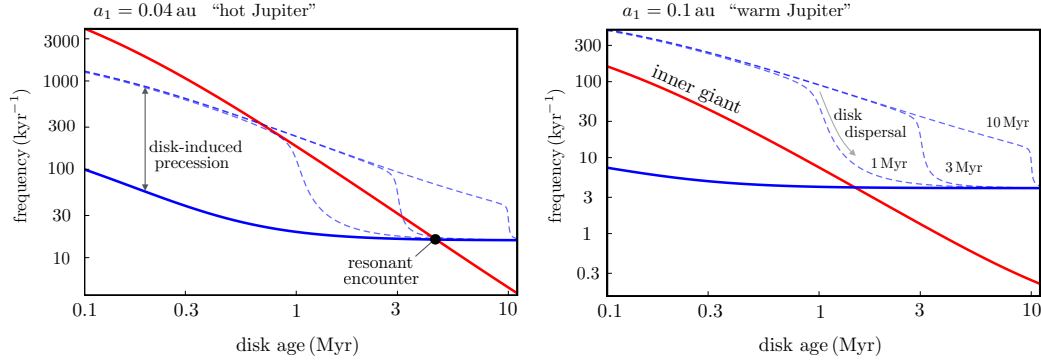 a₁ = 0.04 au "hot Jupiter"
frequency (kyr⁻¹)
3000
1000
300
100
30
10
disk-induced
precession
resonant
encounter
0.1
0.3
1
3
10
disk age (Myr)
a₁ = 0.1 au "warm Jupiter"
frequency (kyr⁻¹)
300
100
30
10
3
1
0.3
inner giant
disk
dispersal
1 Myr
3 Myr
10 Myr
0.1
0.3
1
3
10
disk age (Myr)